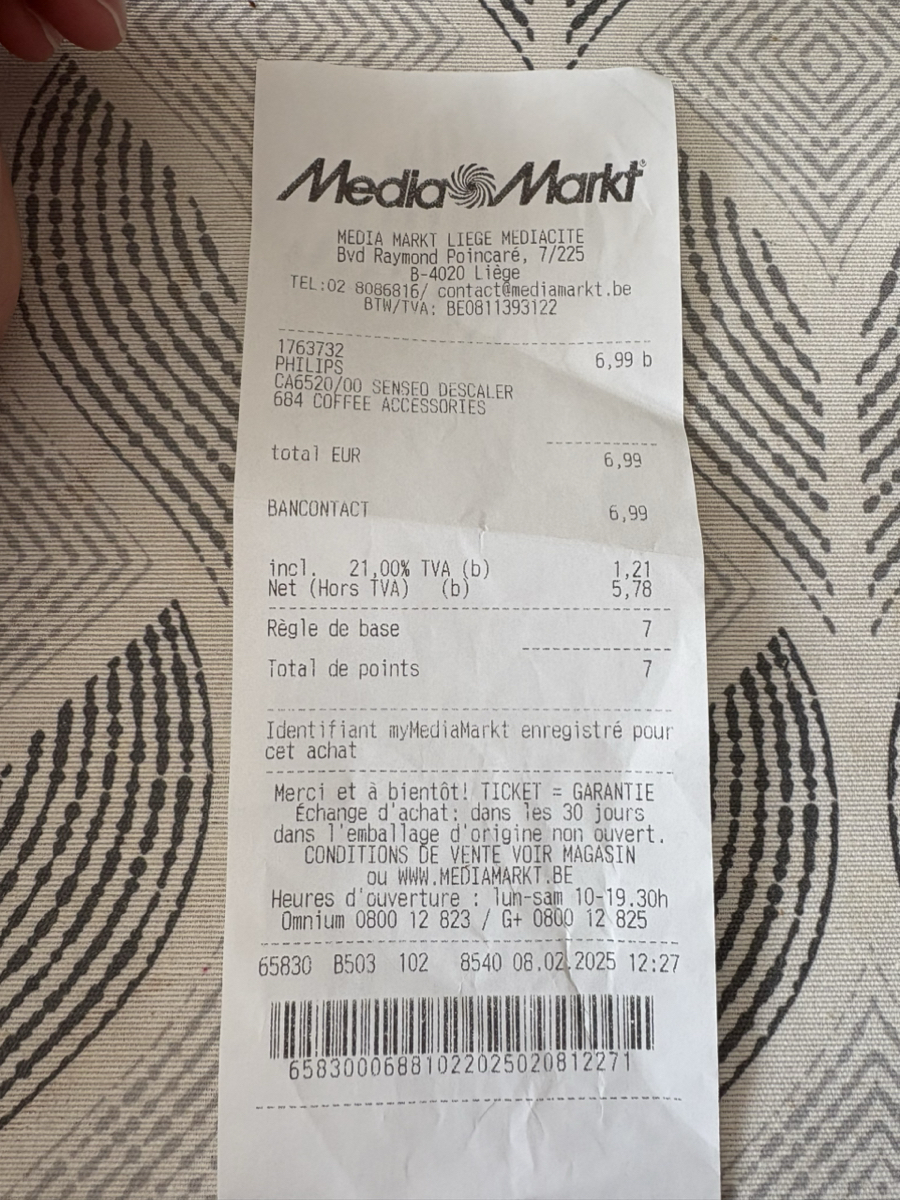 Media Markt®
MEDIA MARKT LIEGE MEDIACITE
Bvd Raymond Poincaré, 7/225
B-4020 Liège
TEL:02 8086816/ contact@mediamarkt.be
BTW/TVA: BE0811393122
1763732 6,99 b
PHILIPS
CA6520/00 SENSEO DESCALER
684 COFFEE ACCESSORIES
total EUR 6,99
BANCONTACT 6,99
incl. 21,00% TVA (b) 1,21
Net (Hors TVA) (b) 5,78
Règle de base 7
Total de points 7
Identifiant myMediaMarkt enregistré pour
cet achat
Merci et à bientôt! TICKET = GARANTIE
Échange d'achat: dans les 30 jours
dans l'emballage d'origine non ouvert.
CONDITIONS DE VENTE VOIR MAGASIN
ou WWW.MEDIAMARKT.BE
Heures d'ouverture : lun-sam 10-19.30h
Omnium 0800 12 823 / G+ 0800 12 825
65830 B503 102 8540 08.02.2025 12:27
6583000688102202502081​2271